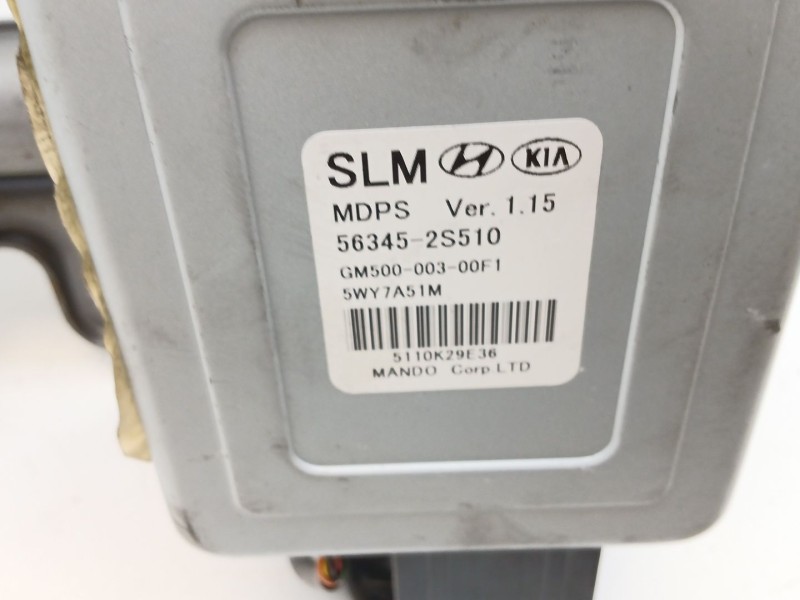 SLM KIA
MDPS Ver. 1.15
56345-2S510
GM500-003-00F1
5WY7A51M
5110K29E36
MANDO Corp.LTD